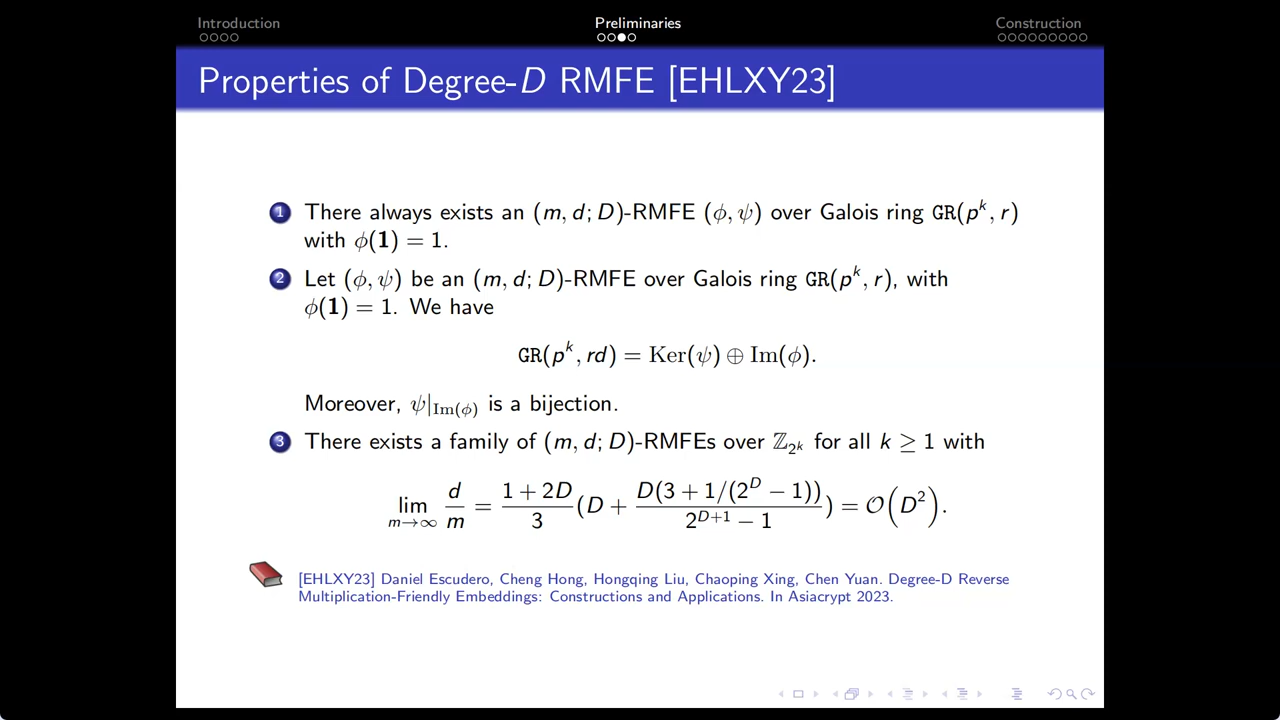 Introduction Preliminaries Construction
Properties of Degree-D RMFE [EHLXY23]
1 There always exists an (m, d; D)-RMFE (ϕ, ψ) over Galois ring GR(p^k, r)
with ϕ(𝟏) = 1.
2 Let (ϕ, ψ) be an (m, d; D)-RMFE over Galois ring GR(p^k, r), with
ϕ(𝟏) = 1. We have
GR(p^k, rd) = Ker(ψ) ⊕ Im(ϕ).
Moreover, ψ|_{Im(ϕ)} is a bijection.
3 There exists a family of (m, d; D)-RMFEs over ℤ_{2^k} for all k ≥ 1 with
lim_{m→∞} d/m = (1 + 2D)/3 (D + D(3 + 1/(2^D − 1))/(2^{D+1} − 1)) = 𝒪(D^2).
[EHLXY23] Daniel Escudero, Cheng Hong, Hongqing Liu, Chaoping Xing, Chen Yuan. Degree-D Reverse
Multiplication-Friendly Embeddings: Constructions and Applications. In Asiacrypt 2023.